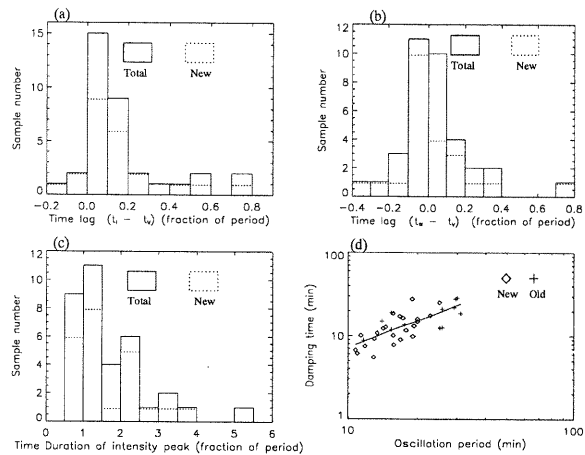 (a)
15
10
5
0
Sample number
Total
New
−0.2
0.0
0.2
0.4
0.6
0.8
Time lag (tᵢ − tᵥ) (fraction of period)
(b)
12
10
8
6
4
2
0
Sample number
Total
New
−0.4
0.0
0.2
0.4
0.6
0.8
(fraction of period)
Time lag
(c)
12
10
8
6
4
2
0
Sample number
Total
New
0
1
2
3
4
5
6
Time Duration of intensity peak (fraction of period)
(d)
100
10
1
Damping time (min)
New
Old
10
100
Oscillation period (min)